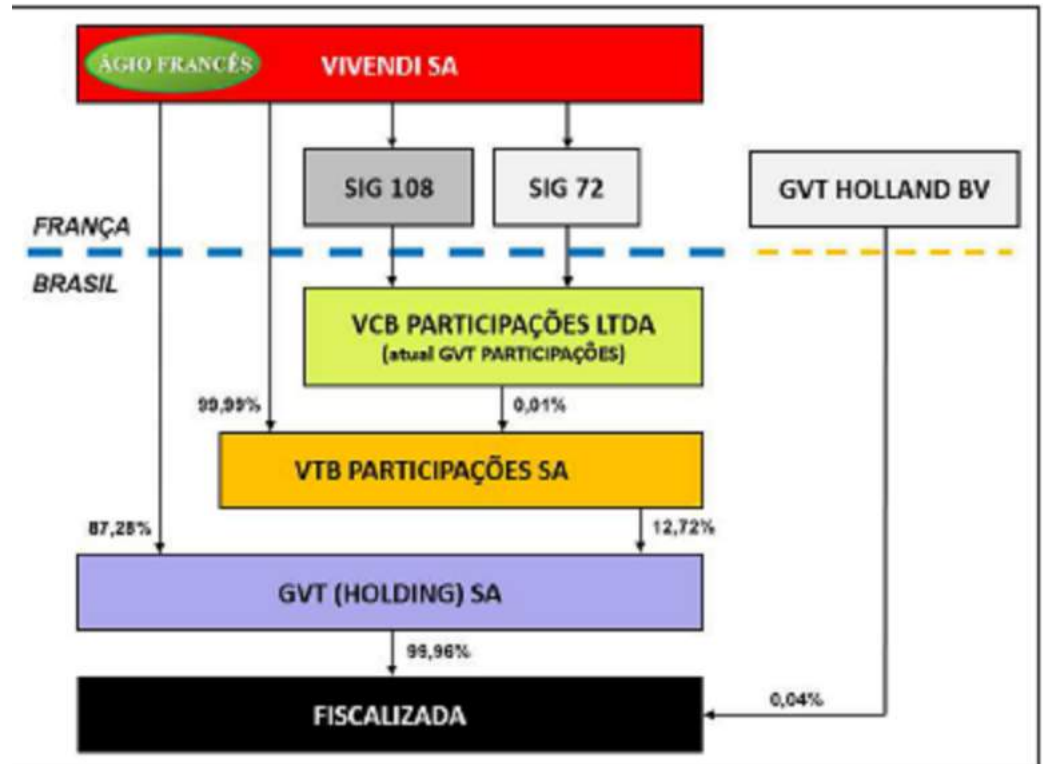 ÁGIO FRANCÊS
VIVENDI SA
SIG 108
SIG 72
GVT HOLLAND BV
FRANÇA
BRASIL
VCB PARTICIPAÇÕES LTDA
(atual GVT PARTICIPAÇÕES)
99,99%
0,01%
VTB PARTICIPAÇÕES SA
87,28%
12,72%
GVT (HOLDING) SA
99,96%
FISCALIZADA
0,04%